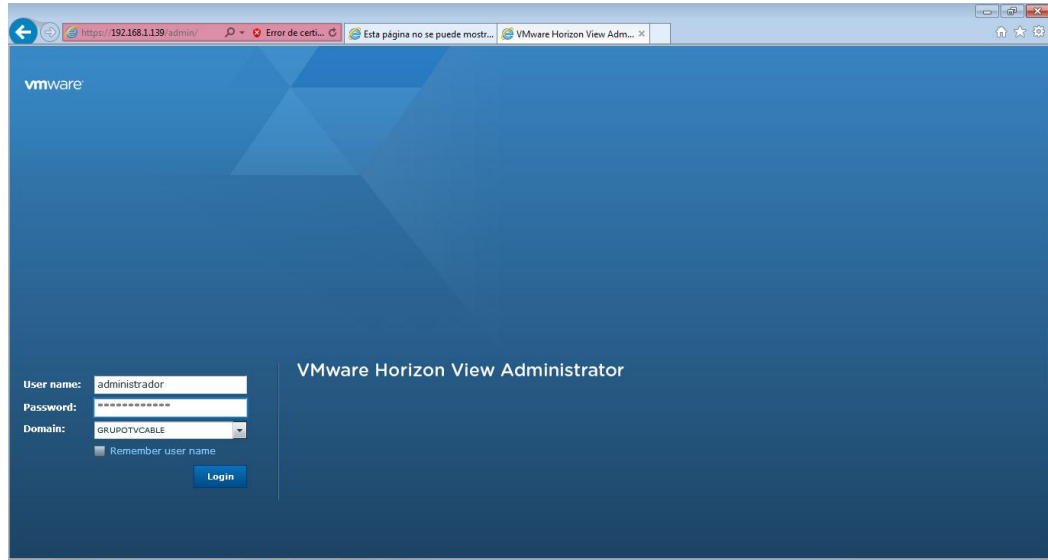 https://192.168.1.139/admin/
Error de certi...
Esta página no se puede mostr...
VMware Horizon View Adm...
vmware
VMware Horizon View Administrator
User name: administrador
Password: ************
Domain: GRUPOTVCABLE
Remember user name
Login